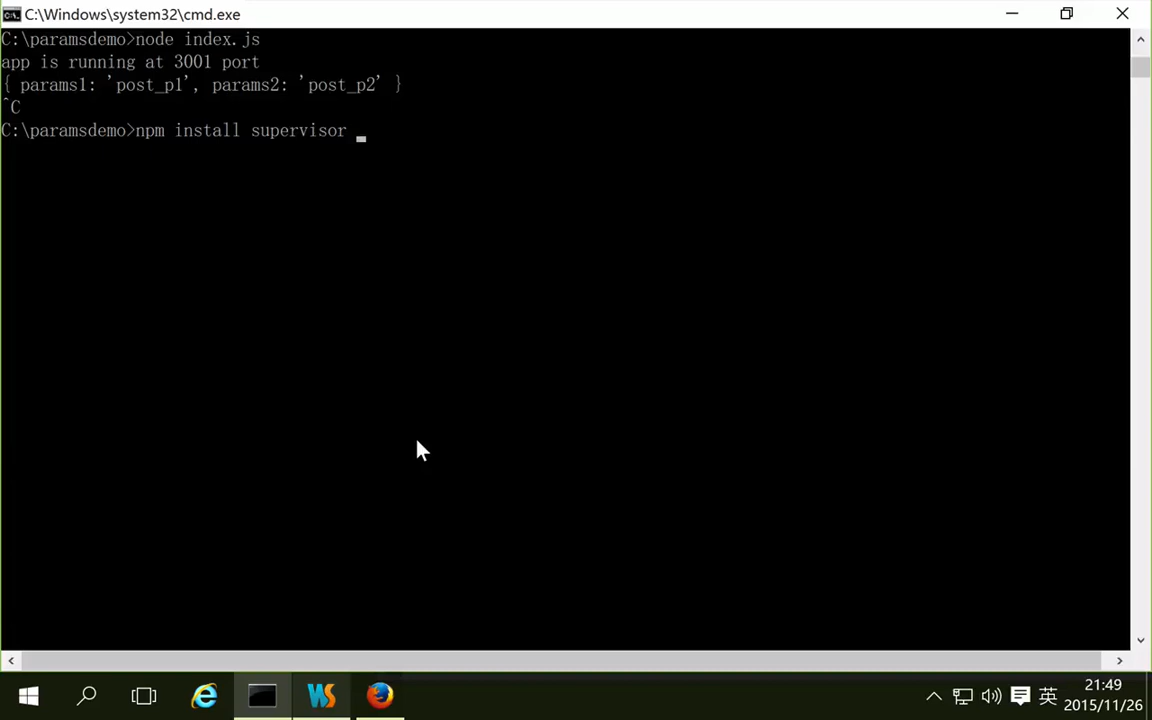 C:\Windows\system32\cmd.exe
C:\paramsdemo>node index.js
app is running at 3001 port
{ params1: 'post_p1', params2: 'post_p2' }
^C
C:\paramsdemo>npm install supervisor
英
21:49
2015/11/26